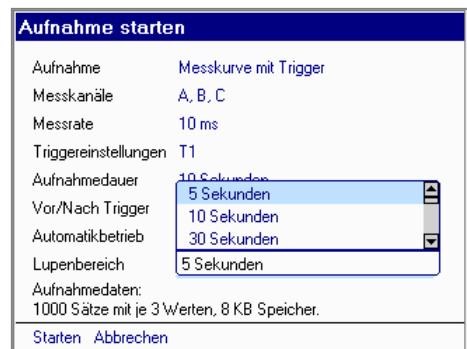 Aufnahme starten
Aufnahme Messkurve mit Trigger
Messkanäle A, B, C
Messrate 10 ms
Triggereinstellungen T1
Aufnahmedauer 10 Sekunden
5 Sekunden
Vor/Nach Trigger 10 Sekunden
Automatikbetrieb 30 Sekunden
Lupenbereich 5 Sekunden
Aufnahmedaten:
1000 Sätze mit je 3 Werten, 8 KB Speicher.
Starten Abbrechen